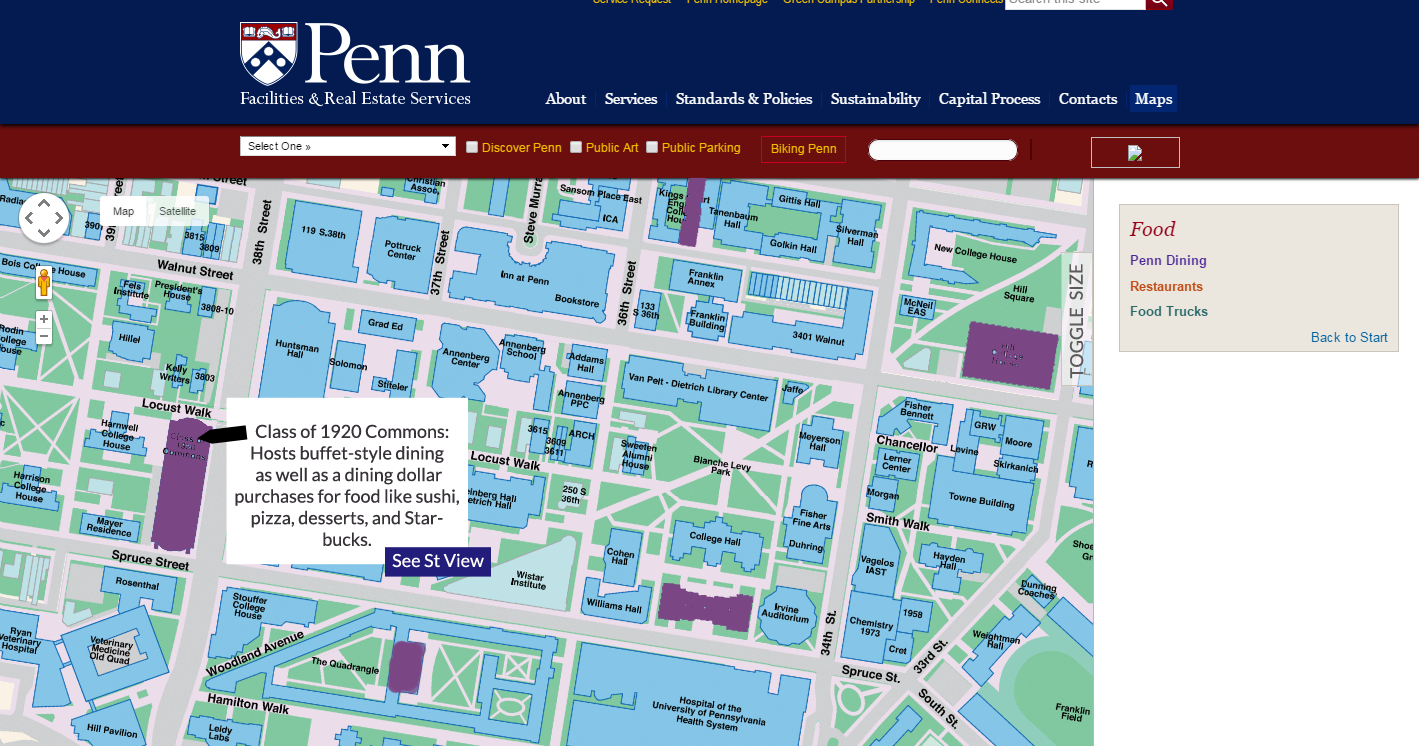 Service Request Penn Homepage Green Campus Partnership Penn Connects Search this site
Penn
Facilities & Real Estate Services
About Services Standards & Policies Sustainability Capital Process Contacts Maps
Select One » Discover Penn Public Art Public Parking Biking Penn
Map Satellite
Food
Penn Dining
Restaurants
Food Trucks
Back to Start
TOGGLE SIZE
Class of 1920 Commons:
Hosts buffet-style dining
as well as a dining dollar
purchases for food like sushi,
pizza, desserts, and Star-
bucks.
See St View
Christian
Assoc.
Steve Murra
Sansom Place East
ICA
Tanenbaum
Hall
Gittis Hall
Golkin Hall
Silverman
Hall
New College House
Hill
Square
38th Street
119 S.38th
Pottruck
Center
37th Street
Inn at Penn
Bookstore
36th Street
3815
3809
Walnut Street
Bois College House
Fels
Institute
President's
House
3808-10
Franklin
Annex
133
S 36th
Franklin
Building
3401 Walnut
McNeil
EAS
Hillel
Kelly
Writers
3803
Locust Walk
Huntsman
Hall
Grad Ed
Solomon
Stiteler
Annenberg
Center
Annenberg
School
Addams
Hall
Annenberg
PPC
Van Pelt - Dietrich Library Center
Jaffe
Harnwell
College
House
Harrison
College
House
Mayer
Residence
3615
3609
3611
ARCH
Sweeten
Alumni
House
Locust Walk
250 S
36th
Blanche Levy
Park
Meyerson
Hall
Fisher
Bennett
Chancellor
GRW
Moore
Levine
Skirkanich
Lerner
Center
Morgan
Towne Building
Smith Walk
Fisher
Fine Arts
Duhring
College Hall
Cohen
Hall
Williams Hall
Wistar
Institute
Irvine
Auditorium
Vagelos
IAST
Hayden
Hall
Dunning
Coaches
Chemistry
1973
1958
Cret
34th St.
33rd St.
Weightman
Hall
Spruce St.
South St.
Franklin
Field
Spruce Street
Rosenthal
Stouffer
College
House
Woodland Avenue
The Quadrangle
Hamilton Walk
Ryan
Veterinary
Hospital
Veterinary
Medicine
Old Quad
Hill Pavilion
Leidy
Labs
Hospital of the
University of Pennsylvania
Health System